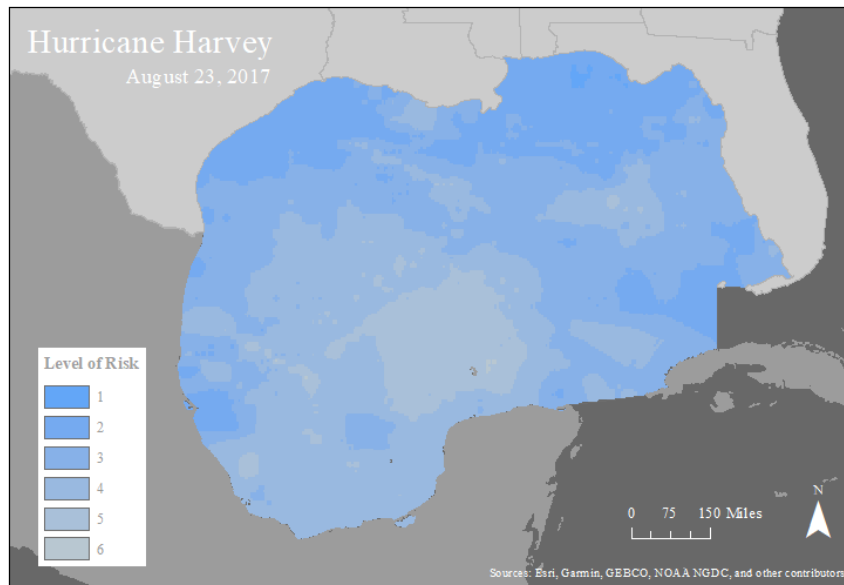 Hurricane Harvey
August 23, 2017
Level of Risk
1
2
3
4
5
6
0 75 150 Miles
N
Sources: Esri, Garmin, GEBCO, NOAA NGDC, and other contributors